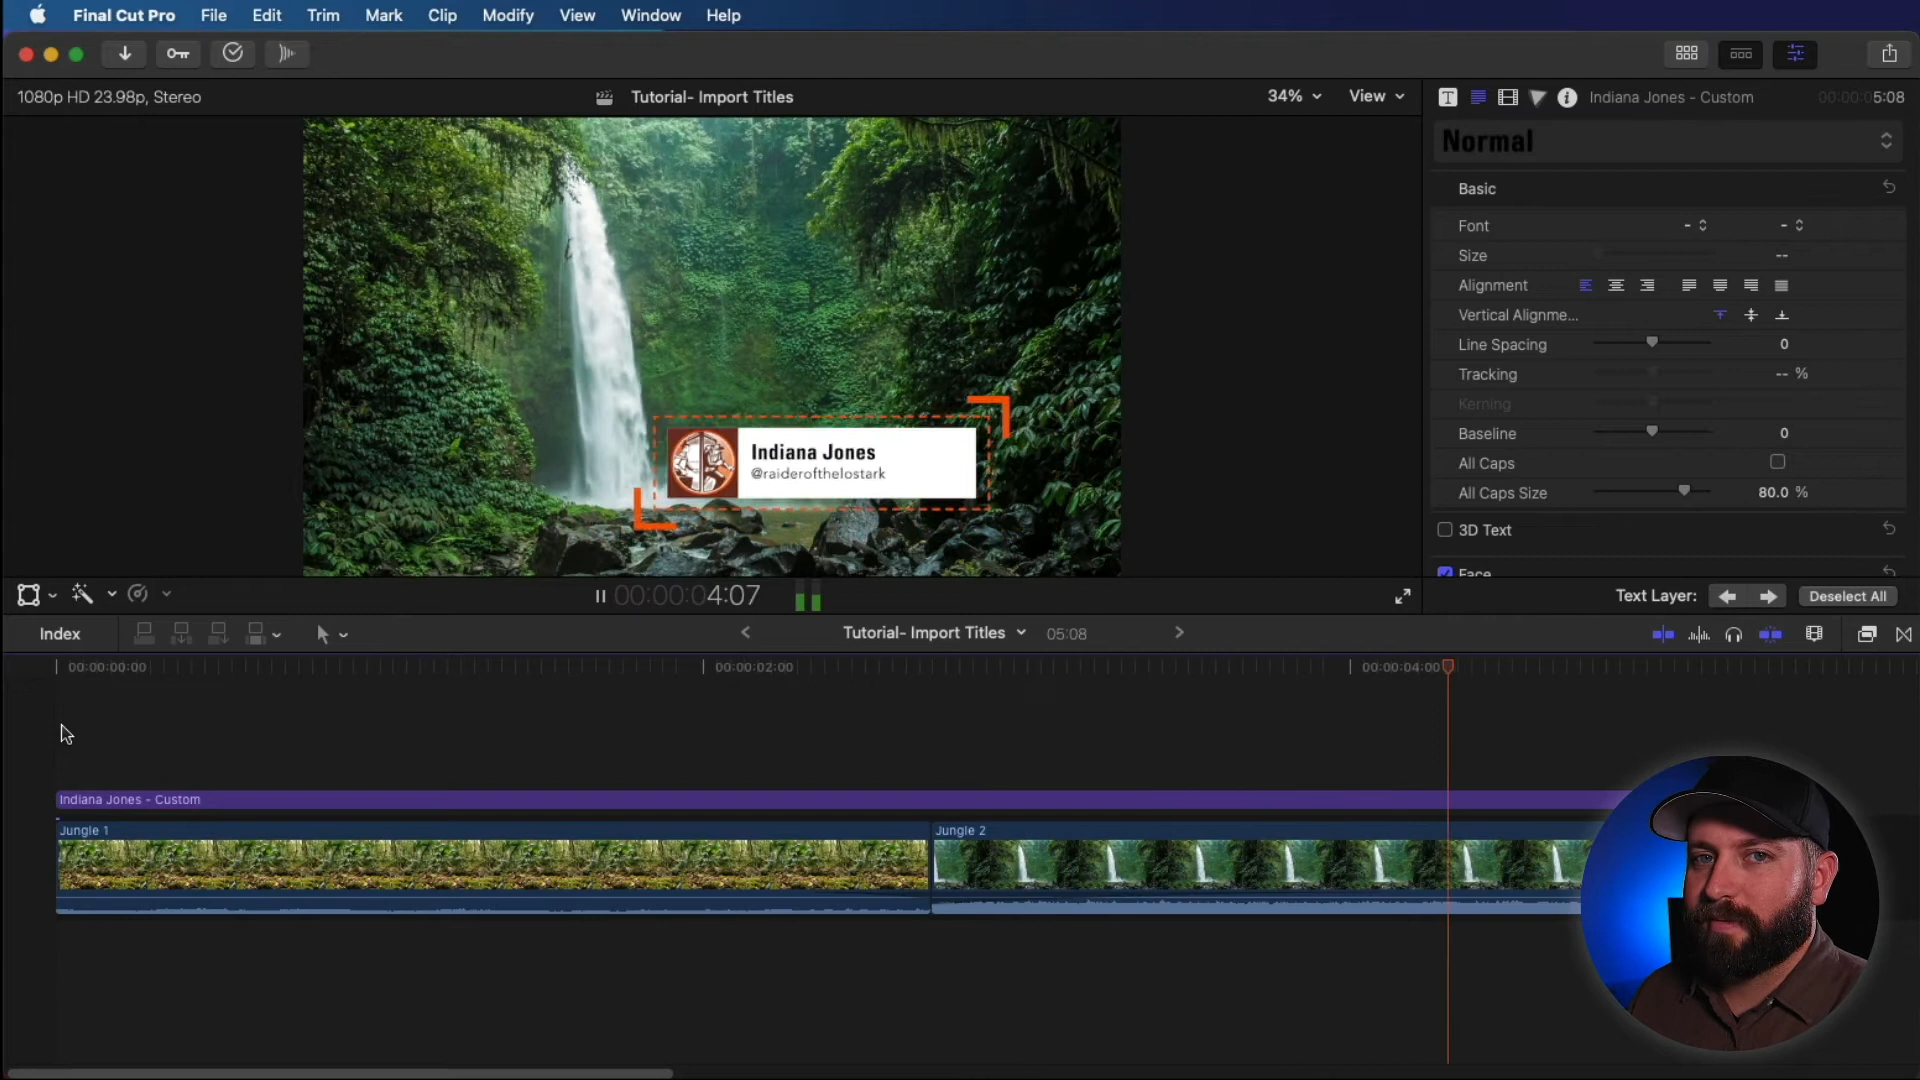 Final Cut Pro File Edit Trim Mark Clip Modify View Window Help
1080p HD 23.98p, Stereo
Tutorial- Import Titles
34%
View
T
Indiana Jones - Custom
00:00:05:08
Normal
Basic
Font - -
Size --
Alignment
Vertical Alignme...
Line Spacing 0
Tracking -- %
Kerning
Baseline 0
All Caps
All Caps Size 80.0 %
3D Text
Face
Indiana Jones
@raiderofthelostark
00:00:04:07
Text Layer:
Deselect All
Index
Tutorial- Import Titles
05:08
00:00:00:00
00:00:02:00
00:00:04:00
Indiana Jones - Custom
Jungle 1
Jungle 2